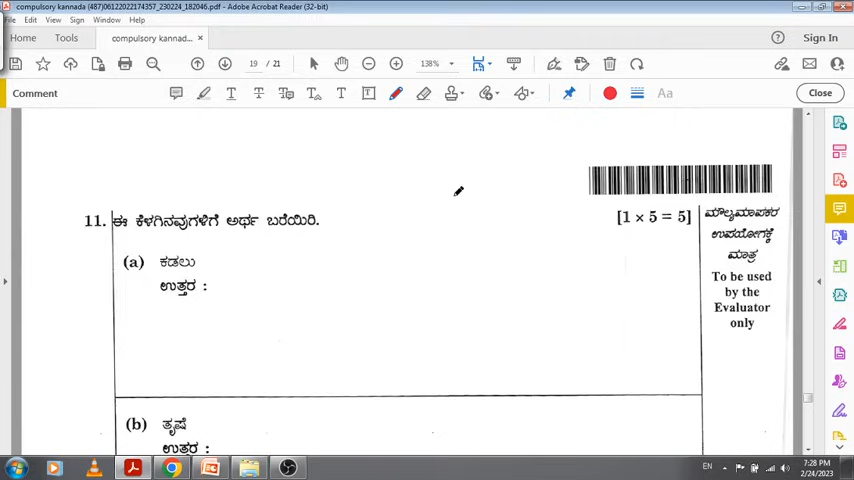 compulsory kannada (487)06122022174357_230224_182046.pdf - Adobe Acrobat Reader (32-bit)
File Edit View Sign Window Help
Home Tools compulsory kannad... × Sign In
19 / 21 138%
Comment Aa Close
11. ಈ ಕೆಳಗಿನವುಗಳಿಗೆ ಅರ್ಥ ಬರೆಯಿರಿ. [1 × 5 = 5]
(a) ಕಡಲು
ಉತ್ತರ :
(b) ತೃಷೆ
ಉತ್ತರ :
ಮೌಲ್ಯಮಾಪಕರ
ಉಪಯೋಗಕ್ಕೆ
ಮಾತ್ರ
To be used
by the
Evaluator
only
EN 7:28 PM
2/24/2023